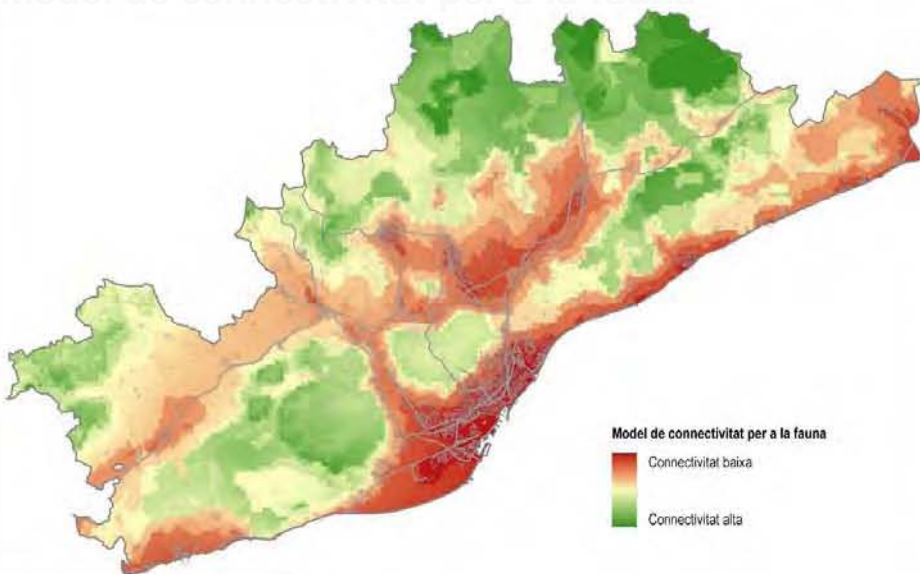 Model de connectivitat per a la fauna
Connectivitat baixa
Connectivitat alta